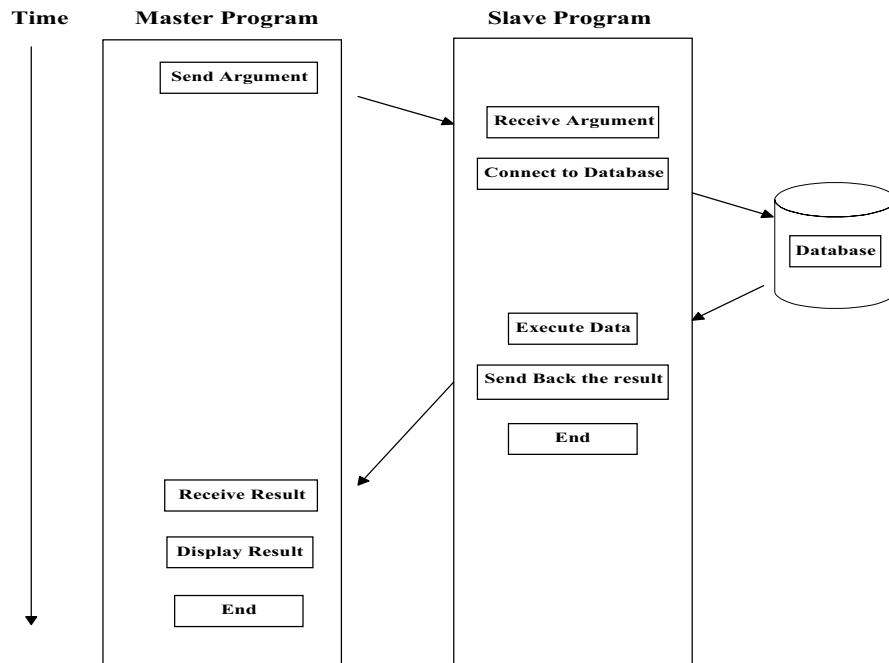 Time
Master Program
Slave Program
Send Argument
Receive Argument
Connect to Database
Database
Execute Data
Send Back the result
End
Receive Result
Display Result
End